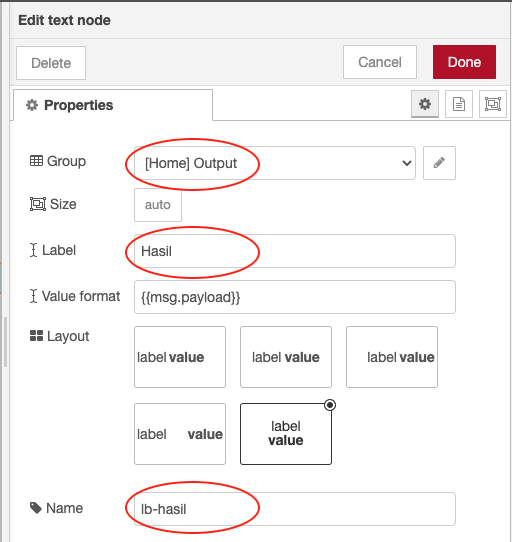 Edit text node
Delete
Cancel
Done
Properties
Group
[Home] Output
Size
auto
Label
Hasil
Value format
{{msg.payload}}
Layout
label value
label value
label value
label value
label
value
Name
lb-hasil